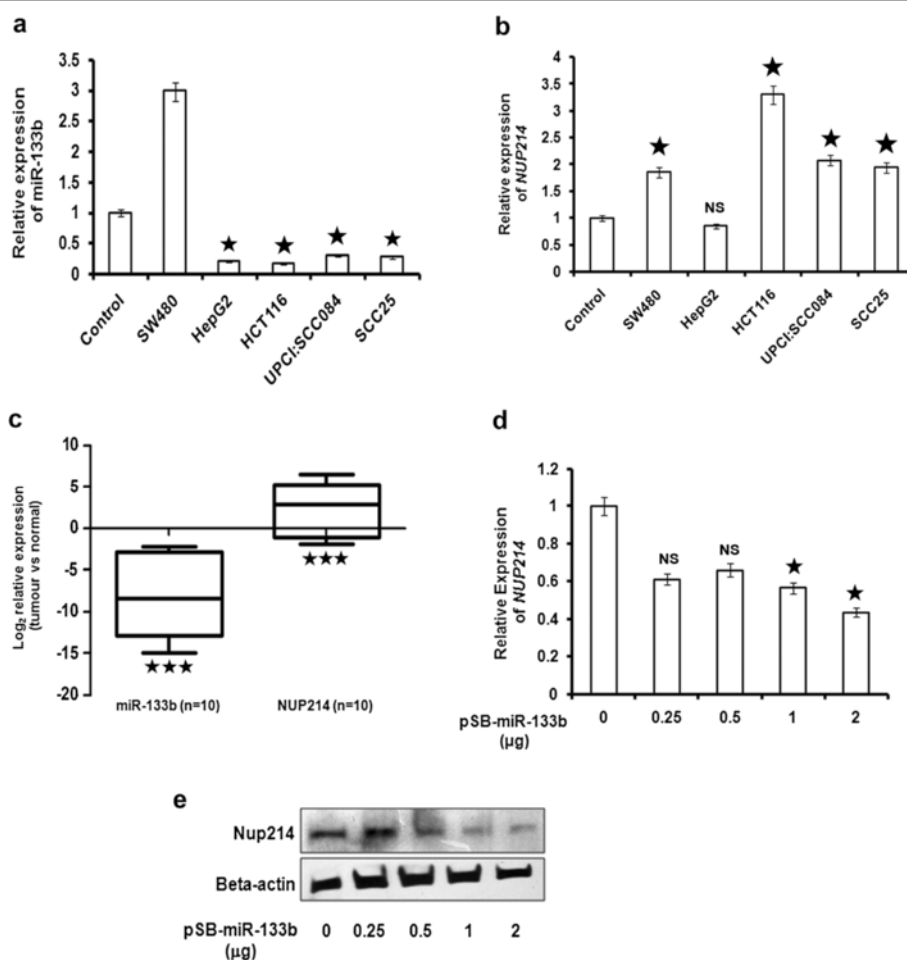 a
Relative expression
of miR-133b
3.5
3
2.5
2
1.5
1
0.5
0
Control
SW480
HepG2
HCT116
UPCI:SCC084
SCC25
★
★
★
★
b
Relative expression
of NUP214
4
3.5
3
2.5
2
1.5
1
0.5
0
Control
SW480
HepG2
HCT116
UPCI:SCC084
SCC25
★
NS
★
★
★
c
Log₂ relative expression
(tumour vs normal)
10
5
0
-5
-10
-15
-20
★★★
★★★
miR-133b (n=10)
NUP214 (n=10)
d
Relative Expression
of NUP214
1.2
1
0.8
0.6
0.4
0.2
0
NS
NS
★
★
pSB-miR-133b
(µg)
0 0.25 0.5 1 2
e
Nup214
Beta-actin
pSB-miR-133b
(µg)
0 0.25 0.5 1 2